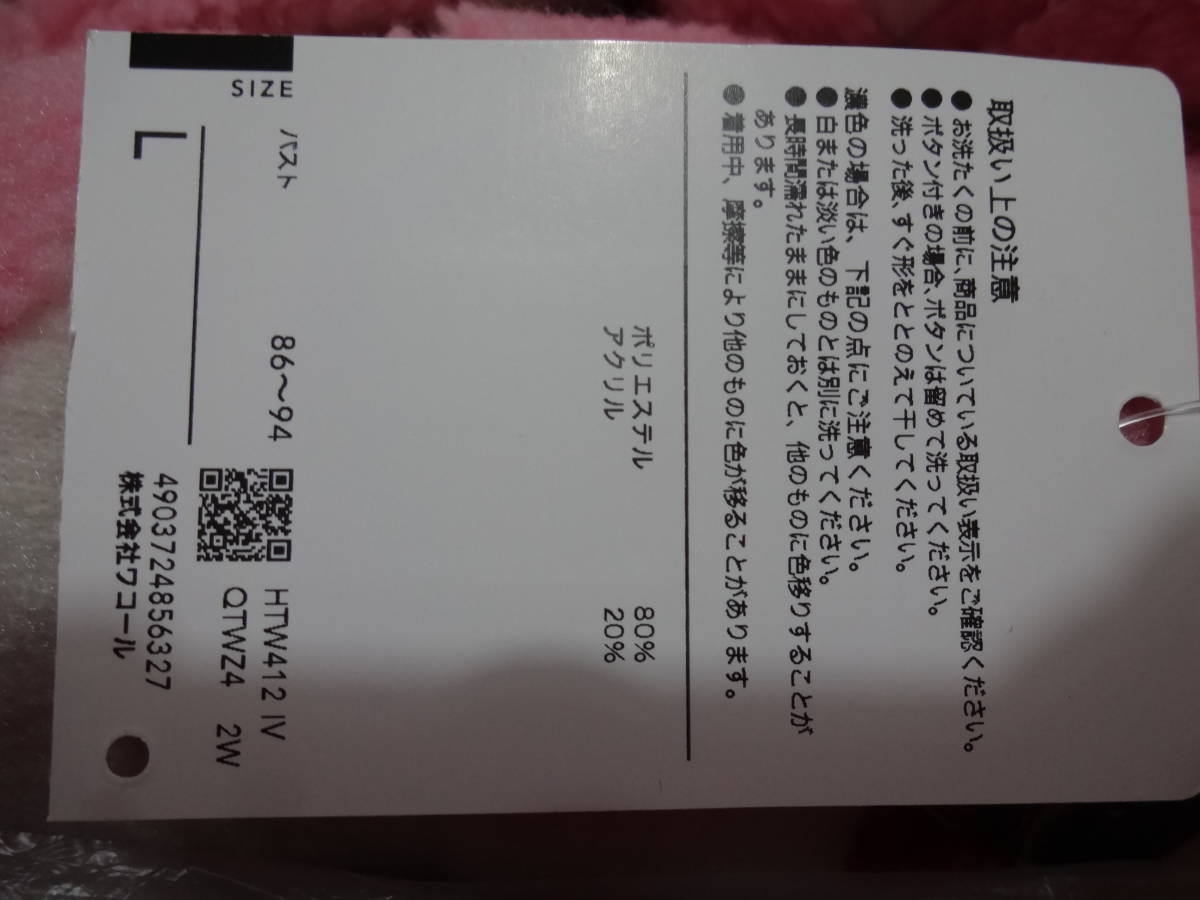 取扱い上の注意
●お洗たくの前に、商品についている取扱い表示をご確認ください。
●ボタン付きの場合、ボタンは留めて洗ってください。
●洗った後、すぐ形をととのえて干してください。
濃色の場合は、下記の点にご注意ください。
●白または淡い色のものとは別に洗ってください。
●長時間濡れたままにしておくと、他のものに色移りすることが
あります。
●着用中、摩擦等により他のものに色が移ることがあります。
ポリエステル 80%
アクリル 20%
SIZE バスト 86～94
L
HTW412 IV
QTWZ4 2W
4903724856327
株式会社ワコール